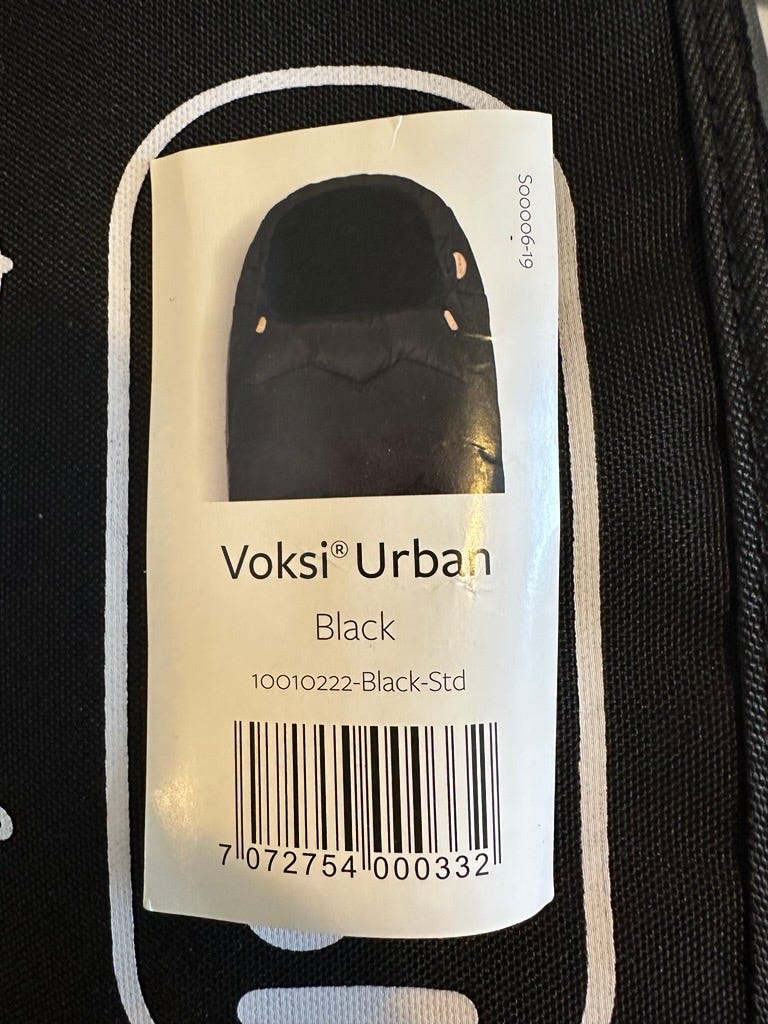 S00006-19
Voksi® Urban
Black
10010222-Black-Std
7 072754 000332